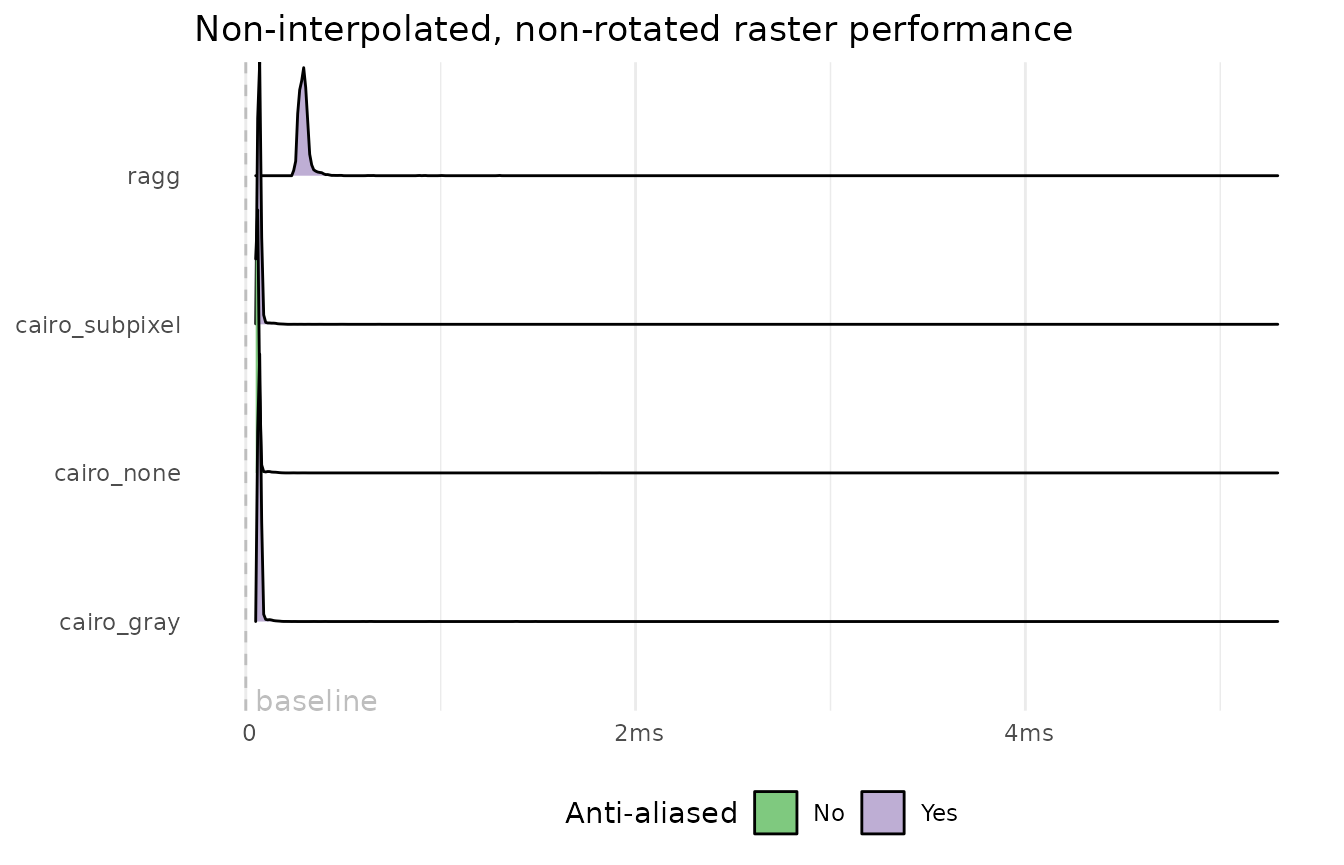 Non-interpolated, non-rotated raster performance
ragg
cairo_subpixel
cairo_none
cairo_gray
baseline
0 2ms 4ms
Anti-aliased No Yes